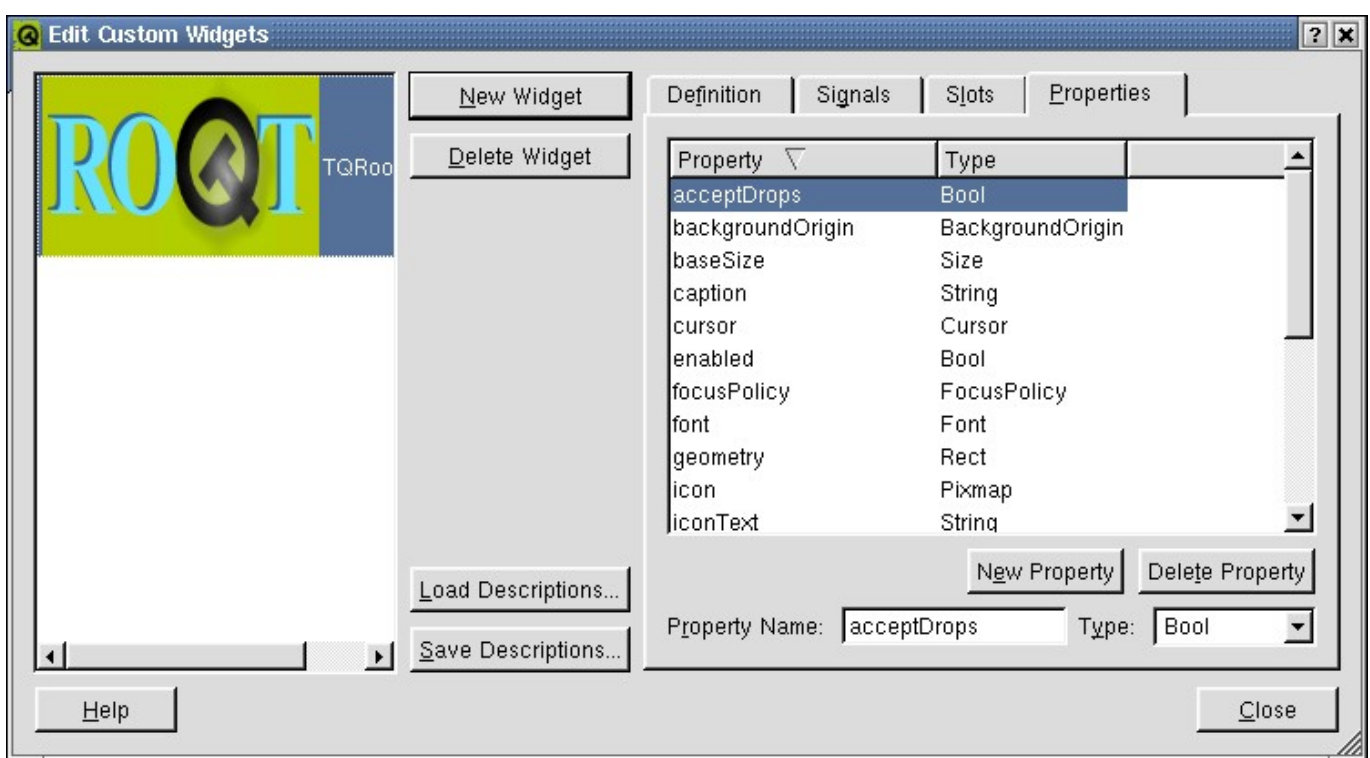 Edit Custom Widgets
?
ROQT
TQRoo
New Widget
Delete Widget
Load Descriptions...
Save Descriptions...
Definition
Signals
Slots
Properties
Property Type
acceptDrops Bool
backgroundOrigin BackgroundOrigin
baseSize Size
caption String
cursor Cursor
enabled Bool
focusPolicy FocusPolicy
font Font
geometry Rect
icon Pixmap
iconText String
New Property
Delete Property
Property Name: acceptDrops Type: Bool
Help
Close